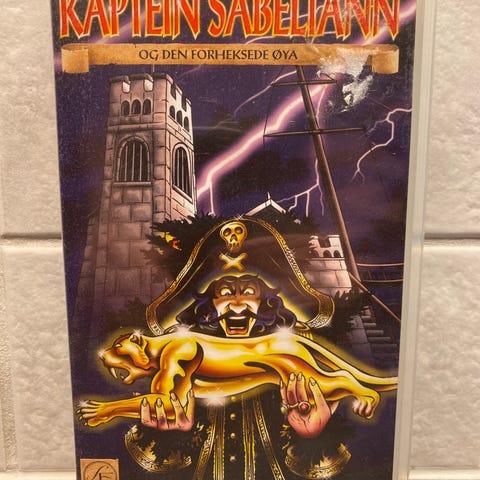 KAPTEIN SABELTANN
OG DEN FORHEKSEDE ØYA